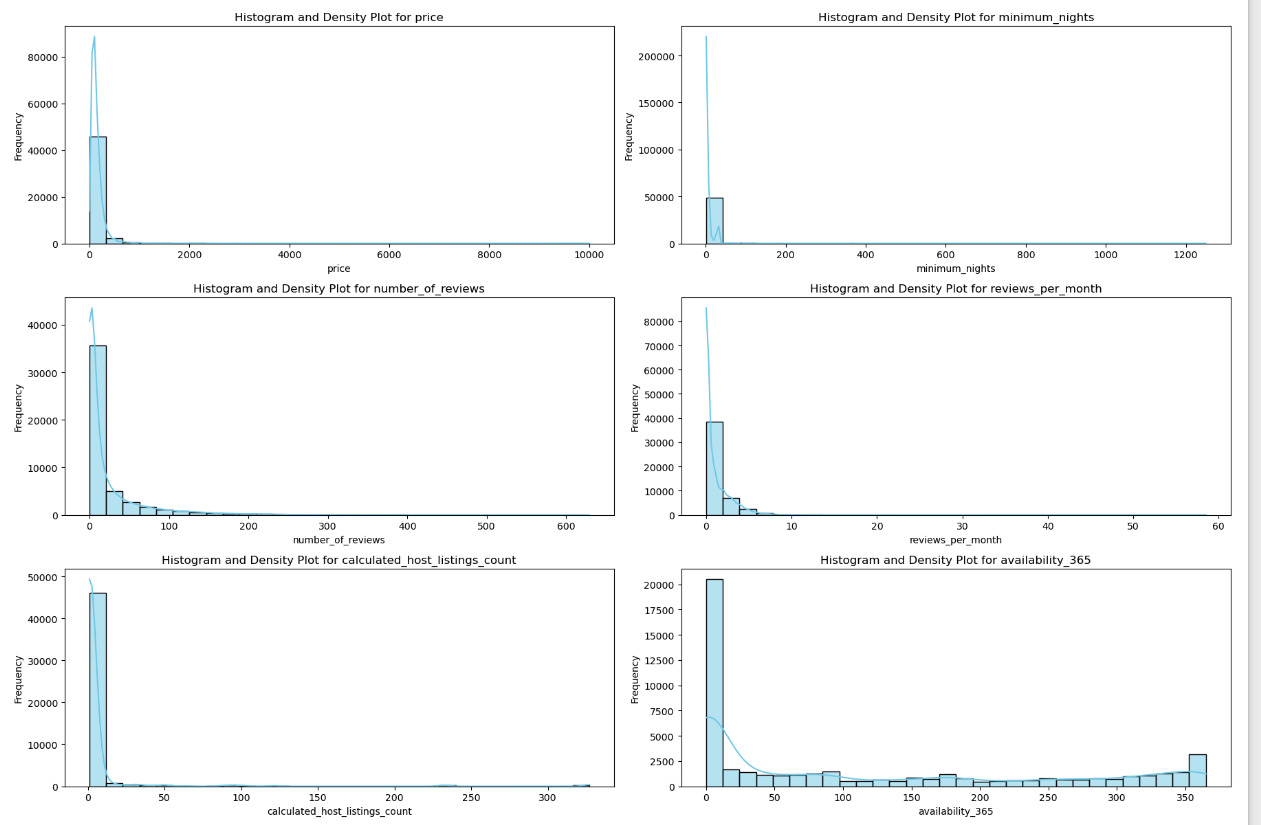 Histogram and Density Plot for price
80000
60000
40000
20000
0
Frequency
0 2000 4000 6000 8000 10000
price
Histogram and Density Plot for minimum_nights
200000
150000
100000
50000
0
Frequency
0 200 400 600 800 1000 1200
minimum_nights
Histogram and Density Plot for number_of_reviews
40000
30000
20000
10000
0
Frequency
0 100 200 300 400 500 600
number_of_reviews
Histogram and Density Plot for reviews_per_month
80000
70000
60000
50000
40000
30000
20000
10000
0
Frequency
0 10 20 30 40 50 60
reviews_per_month
Histogram and Density Plot for calculated_host_listings_count
50000
40000
30000
20000
10000
0
Frequency
0 50 100 150 200 250 300
calculated_host_listings_count
Histogram and Density Plot for availability_365
20000
17500
15000
12500
10000
7500
5000
2500
0
Frequency
0 50 100 150 200 250 300 350
availability_365